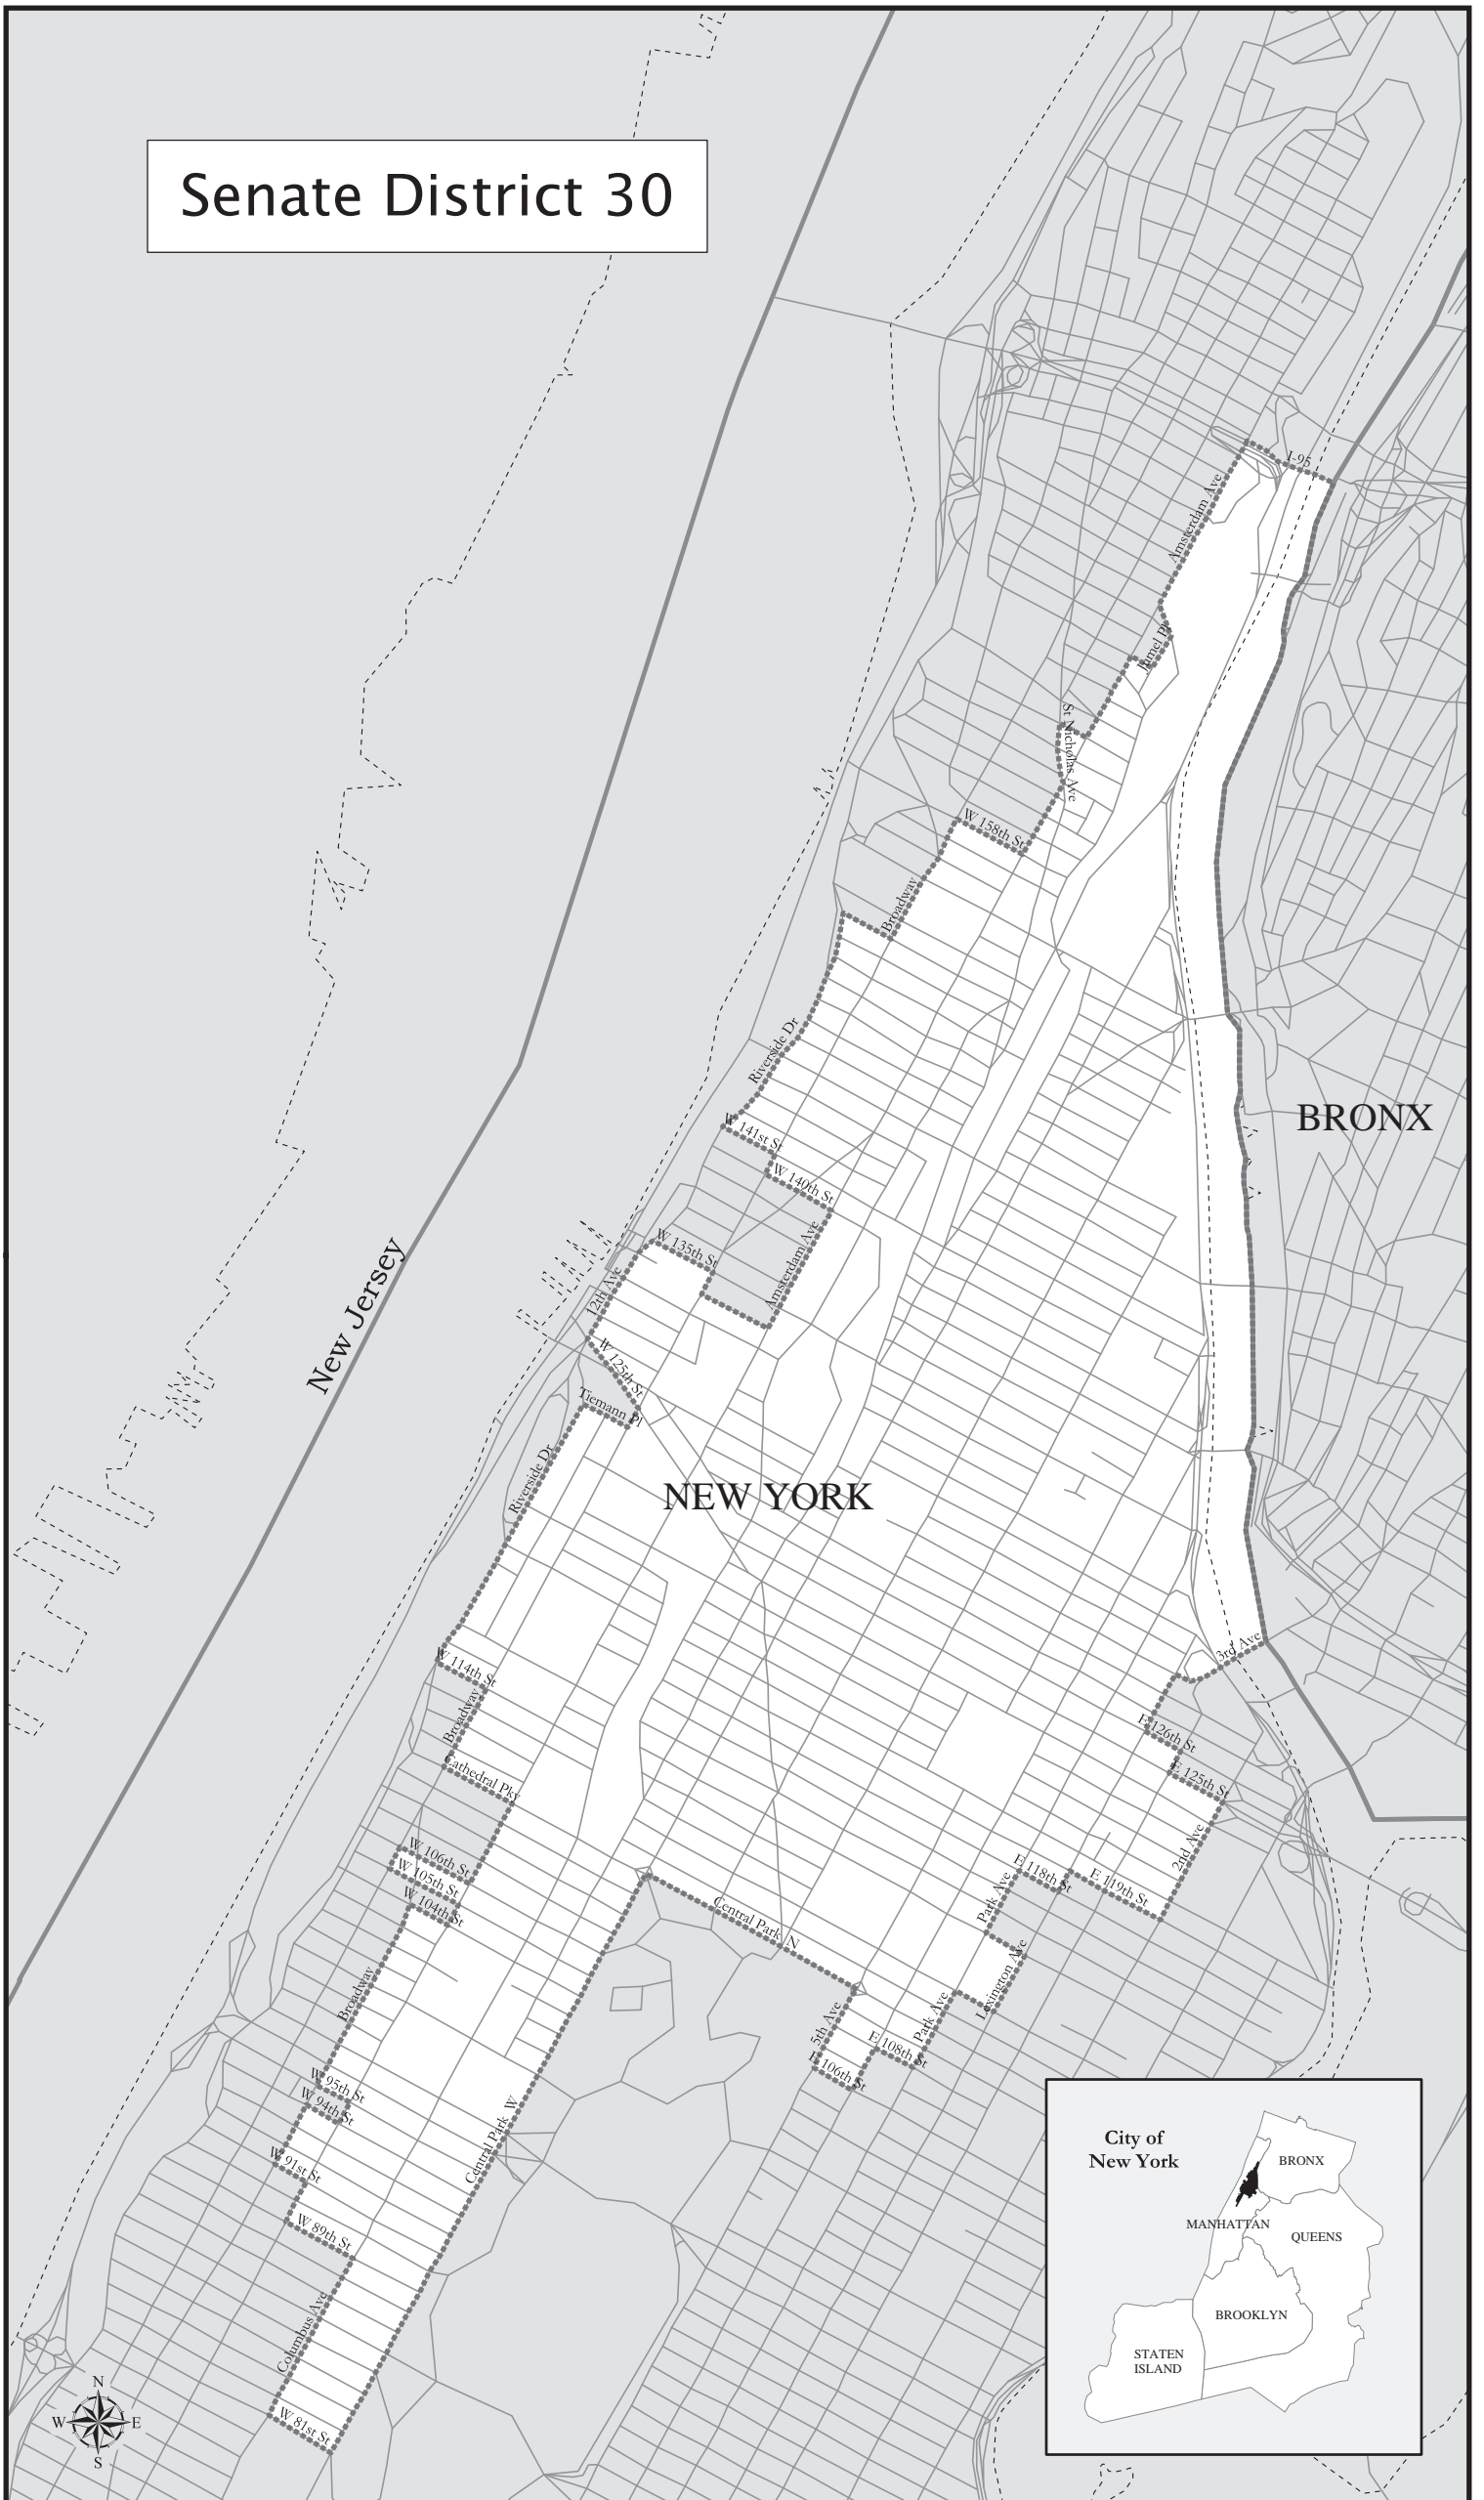 Senate District 30
I-95
Amsterdam Ave
Jumel Pl
St Nicholas Ave
W 158th St
Broadway
Riverside Dr
BRONX
W 141st St
W 140th St
Amsterdam Ave
W 135th St
12th Ave
New Jersey
W 125th St
Tiemann Pl
Riverside Dr
NEW YORK
3rd Ave
W 114th St
Broadway
E 126th St
E 125th St
Cathedral Pky
2nd Ave
W 106th St
W 105th St
W 104th St
E 118th St
E 119th St
Park Ave
Central Park N
Lexington Ave
Broadway
5th Ave
Park Ave
E 108th St
E 106th St
W 95th St
W 94th St
Central Park W
W 91st St
W 89th St
Columbus Ave
W 81st St
N
W
E
S
City of
New York
BRONX
MANHATTAN
QUEENS
BROOKLYN
STATEN
ISLAND